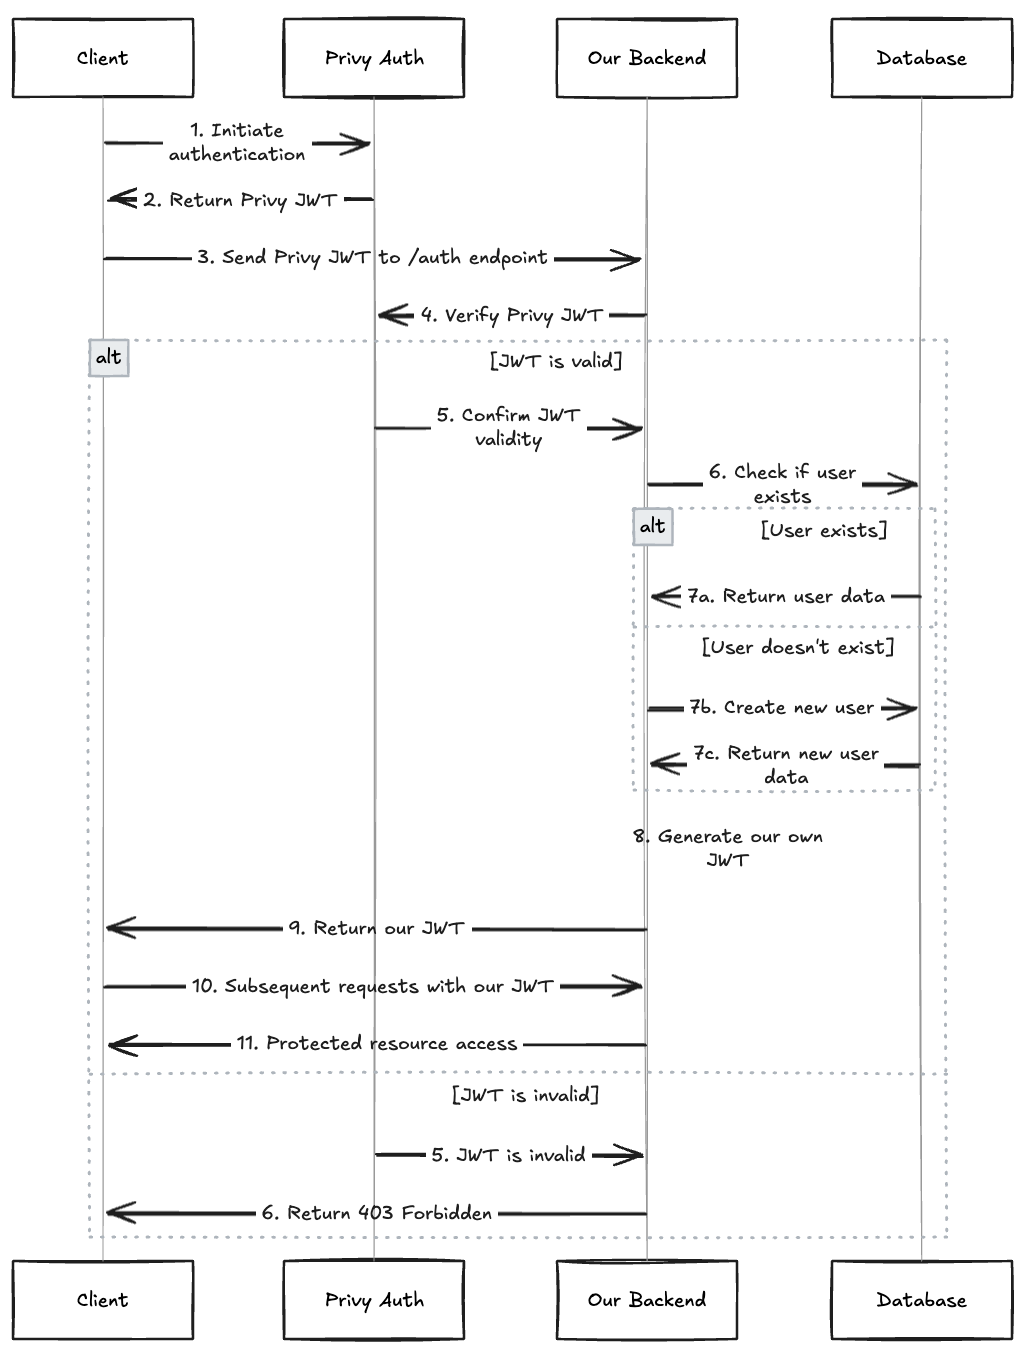 Client
Privy Auth
Our Backend
Database
1. Initiate
authentication
2. Return Privy JWT
3. Send Privy JWT to /auth endpoint
4. Verify Privy JWT
alt
[JWT is valid]
5. Confirm JWT
validity
6. Check if user
exists
alt
[User exists]
7a. Return user data
[User doesn't exist]
7b. Create new user
7c. Return new user
data
8. Generate our own
JWT
9. Return our JWT
10. Subsequent requests with our JWT
11. Protected resource access
[JWT is invalid]
5. JWT is invalid
6. Return 403 Forbidden
Client
Privy Auth
Our Backend
Database